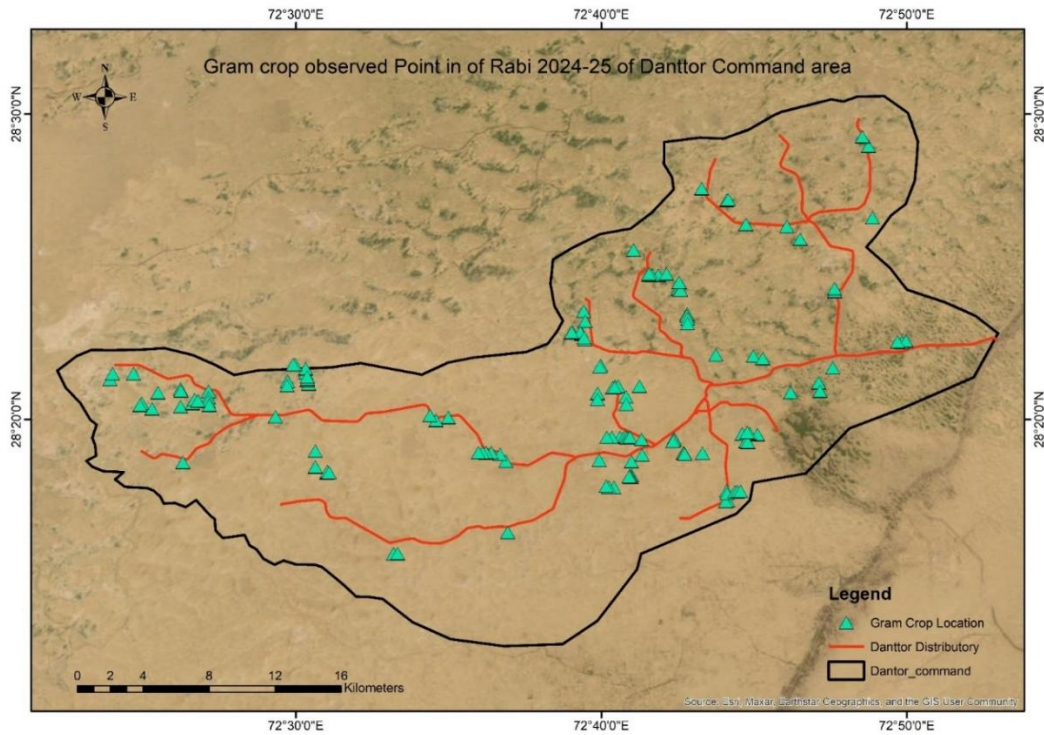 72°30'0"E 72°40'0"E 72°50'0"E
Gram crop observed Point in of Rabi 2024-25 of Danttor Command area
N
W E
S
28°30'0"N 28°30'0"N
28°20'0"N 28°20'0"N
Legend
Gram Crop Location
Danttor Distributory
Dantor_command
0 2 4 8 12 16
Kilometers
Source: Esri, Maxar, Earthstar Geographics, and the GIS User Community
72°30'0"E 72°40'0"E 72°50'0"E